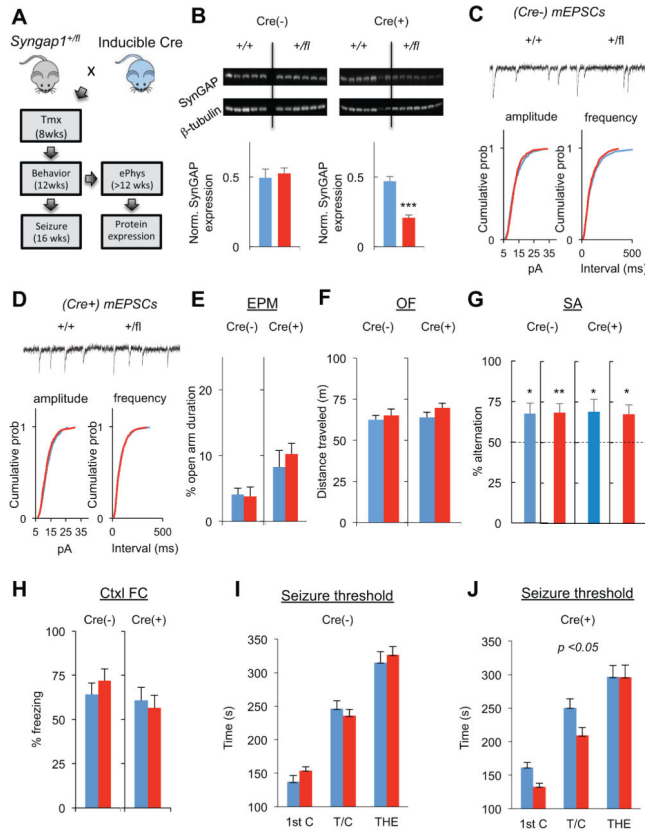 A
Syngap1+/fl
Inducible Cre
X
Tmx
(8wks)
Behavior
(12wks)
ePhys
(>12 wks)
Seizure
(16 wks)
Protein
expression
B
Cre(-)
Cre(+)
+/+
+/fl
+/+
+/fl
SynGAP
β-tubulin
Norm. SynGAP
expression
0.5
0
Norm. SynGAP
expression
0.5
0
***
C
(Cre-) mEPSCs
+/+
+/fl
amplitude
frequency
Cumulative prob
1
5 15 25 35
pA
Cumulative prob
1
0 500
Interval (ms)
D
(Cre+) mEPSCs
+/+
+/fl
amplitude
frequency
Cumulative prob
1
5 15 25 35
pA
Cumulative prob
1
0 500
Interval (ms)
E
EPM
Cre(-)
Cre(+)
% open arm duration
20
10
0
F
OF
Cre(-)
Cre(+)
Distance traveled (m)
100
75
50
25
0
G
SA
Cre(-)
Cre(+)
% alternation
100
75
50
25
0
*
**
*
*
H
Ctxl FC
Cre(-)
Cre(+)
% freezing
100
75
50
25
0
I
Seizure threshold
Cre(-)
Time (s)
350
300
250
200
150
100
1st C
T/C
THE
J
Seizure threshold
Cre(+)
p <0.05
Time (s)
350
300
250
200
150
100
1st C
T/C
THE